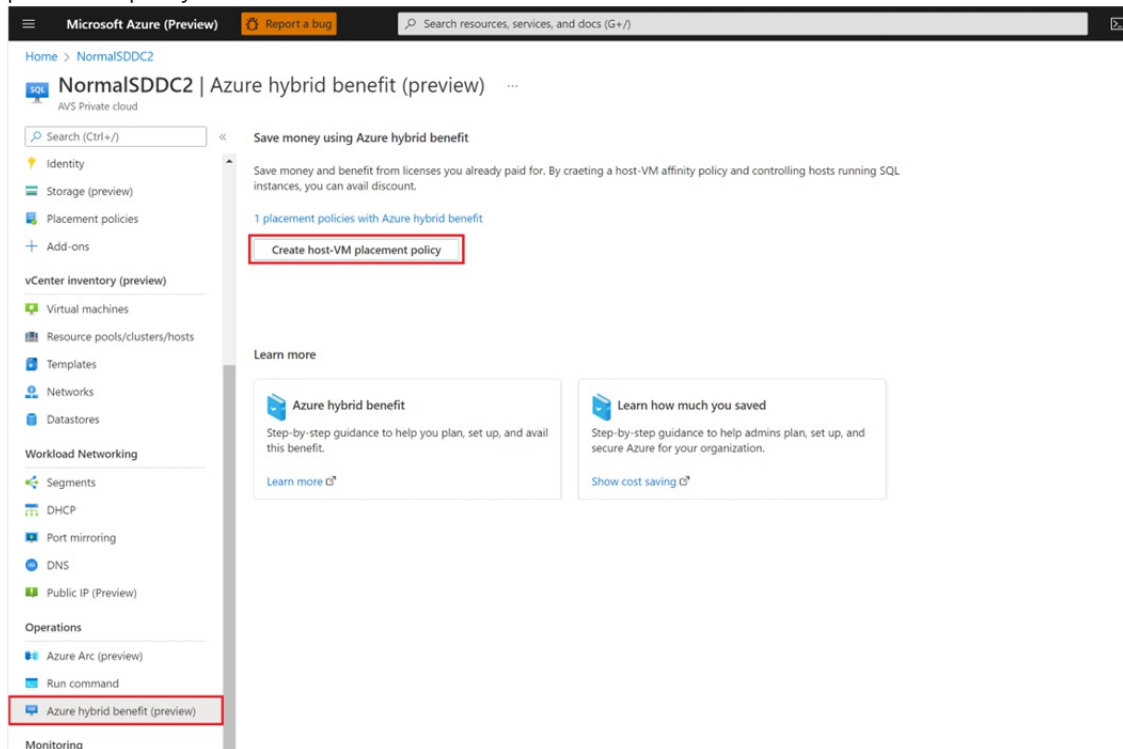 Microsoft Azure (Preview)
Report a bug
Search resources, services, and docs (G+/)
Home > NormalSDDC2
SQL
NormalSDDC2 | Azure hybrid benefit (preview) ...
AVS Private cloud
Search (Ctrl+/)
«
Identity
Storage (preview)
Placement policies
Add-ons
vCenter inventory (preview)
Virtual machines
Resource pools/clusters/hosts
Templates
Networks
Datastores
Workload Networking
Segments
DHCP
Port mirroring
DNS
Public IP (Preview)
Operations
Azure Arc (preview)
Run command
Azure hybrid benefit (preview)
Monitoring
Save money using Azure hybrid benefit
Save money and benefit from licenses you already paid for. By craeting a host-VM affinity policy and controlling hosts running SQL
instances, you can avail discount.
1 placement policies with Azure hybrid benefit
Create host-VM placement policy
Learn more
Azure hybrid benefit
Step-by-step guidance to help you plan, set up, and avail
this benefit.
Learn more
Learn how much you saved
Step-by-step guidance to help admins plan, set up, and
secure Azure for your organization.
Show cost saving